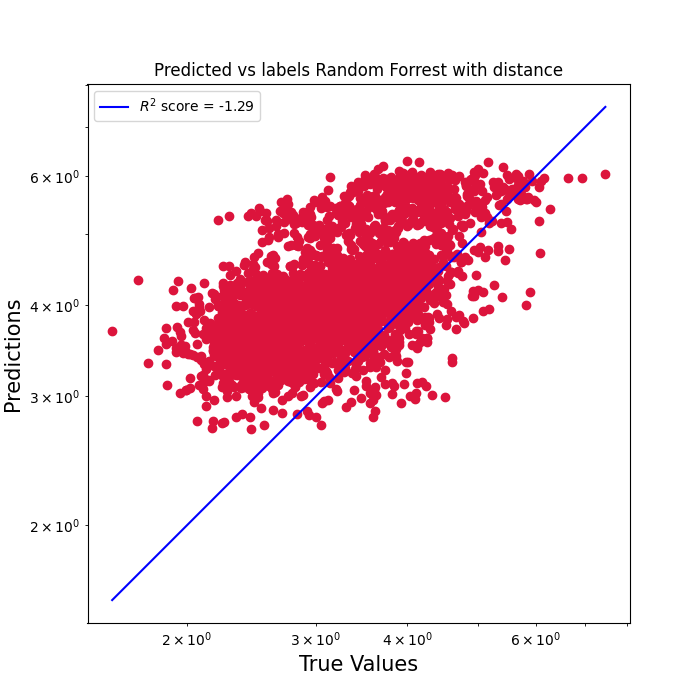 Predicted vs labels Random Forrest with distance
R² score = -1.29
6 × 10⁰
4 × 10⁰
3 × 10⁰
2 × 10⁰
Predictions
2 × 10⁰ 3 × 10⁰ 4 × 10⁰ 6 × 10⁰
True Values